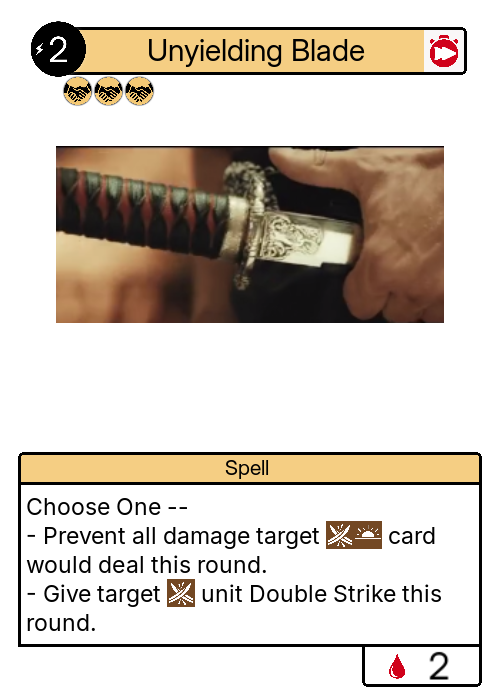 2
Unyielding Blade
Spell
Choose One --
- Prevent all damage target card
would deal this round.
- Give target unit Double Strike this
round.
2